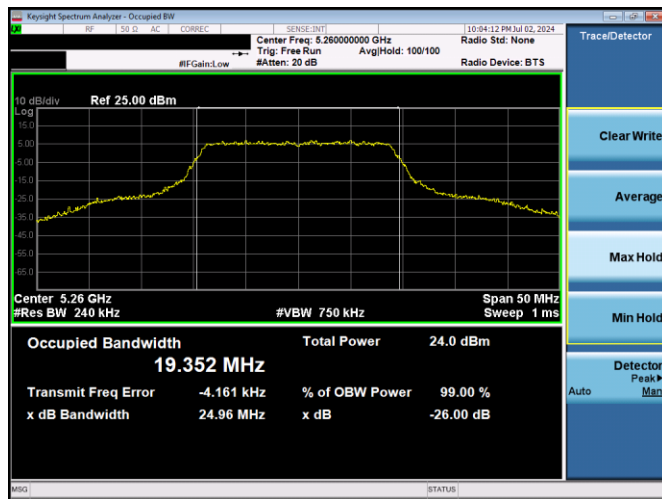 Keysight Spectrum Analyzer - Occupied BW
LXI RF 50 Ω AC CORREC SENSE:INT 10:04:12 PM Jul 02, 2024
Center Freq: 5.260000000 GHz Radio Std: None
Trig: Free Run Avg|Hold: 100/100
#IFGain:Low #Atten: 20 dB Radio Device: BTS
Trace/Detector
10 dB/div Ref 25.00 dBm
Log
15.0
5.00
-5.00
-15.0
-25.0
-35.0
-45.0
-55.0
-65.0
Clear Write
Average
Max Hold
Min Hold
Center 5.26 GHz Span 50 MHz
#Res BW 240 kHz #VBW 750 kHz Sweep 1 ms
Occupied Bandwidth Total Power 24.0 dBm
19.352 MHz
Transmit Freq Error -4.161 kHz % of OBW Power 99.00 %
x dB Bandwidth 24.96 MHz x dB -26.00 dB
Detector
Peak▶
Auto Man
MSG STATUS